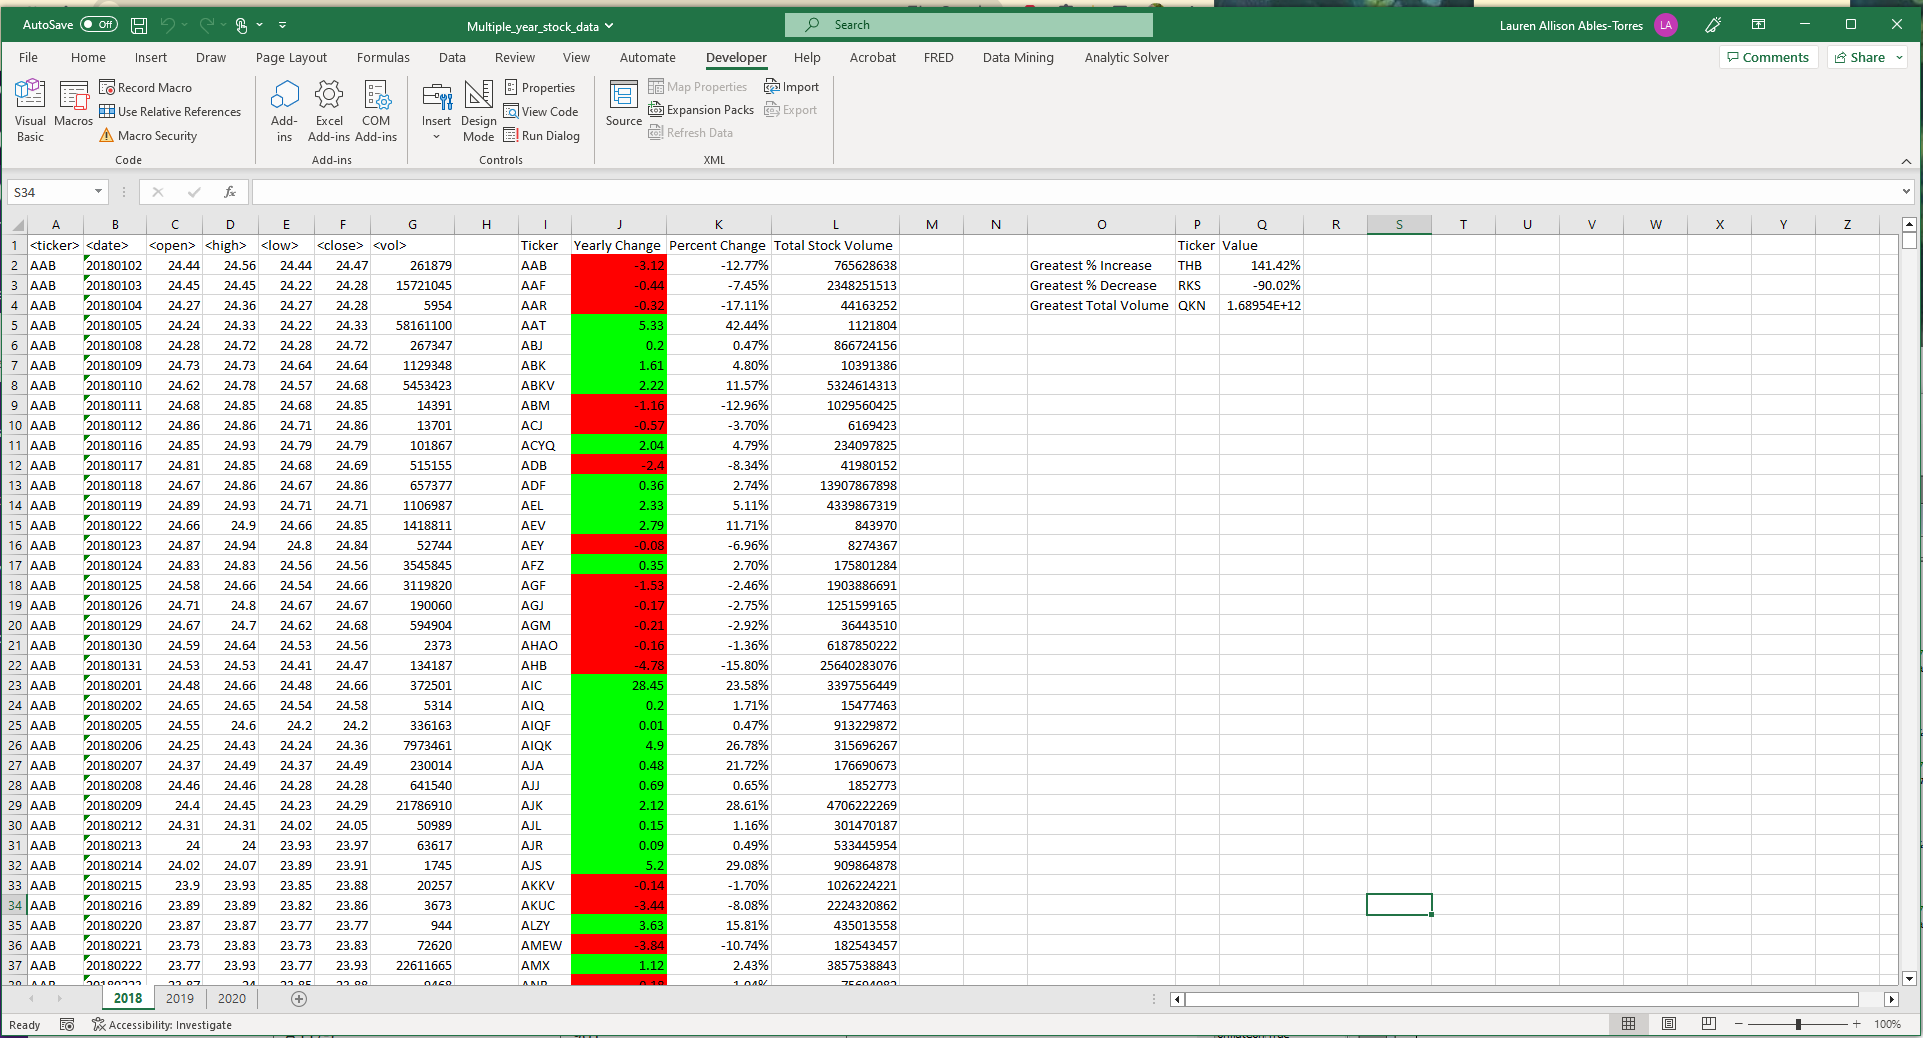 AutoSave Off Multiple_year_stock_data Search Lauren Allison Ables-Torres LA
File Home Insert Draw Page Layout Formulas Data Review View Automate Developer Help Acrobat FRED Data Mining Analytic Solver Comments Share
Visual Basic
Macros
Record Macro
Use Relative References
Macro Security
Code
Add-ins
Excel Add-ins
COM Add-ins
Add-ins
Insert
Design Mode
Properties
View Code
Run Dialog
Controls
Source
Map Properties
Expansion Packs
Refresh Data
Import
Export
XML
S34 fx
A B C D E F G H I J K L M N O P Q R S T U V W X Y Z
1 <ticker> <date> <open> <high> <low> <close> <vol> Ticker Yearly Change Percent Change Total Stock Volume Ticker Value
2 AAB 20180102 24.44 24.56 24.44 24.47 261879 AAB -3.12 -12.77% 765628638 Greatest % Increase THB 141.42%
3 AAB 20180103 24.45 24.45 24.22 24.28 15721045 AAF -0.44 -7.45% 2348251513 Greatest % Decrease RKS -90.02%
4 AAB 20180104 24.27 24.36 24.27 24.28 5954 AAR -0.32 -17.11% 44163252 Greatest Total Volume QKN 1.68954E+12
5 AAB 20180105 24.24 24.33 24.22 24.33 58161100 AAT 5.33 42.44% 1121804
6 AAB 20180108 24.28 24.72 24.28 24.72 267347 ABJ 0.2 0.47% 866724156
7 AAB 20180109 24.73 24.73 24.64 24.64 1129348 ABK 1.61 4.80% 10391386
8 AAB 20180110 24.62 24.78 24.57 24.68 5453423 ABKV 2.22 11.57% 5324614313
9 AAB 20180111 24.68 24.85 24.68 24.85 14391 ABM -1.16 -12.96% 1029560425
10 AAB 20180112 24.86 24.86 24.71 24.86 13701 ACJ -0.57 -3.70% 6169423
11 AAB 20180116 24.85 24.93 24.79 24.79 101867 ACYQ 2.04 4.79% 234097825
12 AAB 20180117 24.81 24.85 24.68 24.69 515155 ADB -2.4 -8.34% 41980152
13 AAB 20180118 24.67 24.86 24.67 24.86 657377 ADF 0.36 2.74% 13907867898
14 AAB 20180119 24.89 24.93 24.71 24.71 1106987 AEL 2.33 5.11% 4339867319
15 AAB 20180122 24.66 24.9 24.66 24.85 1418811 AEV 2.79 11.71% 843970
16 AAB 20180123 24.87 24.94 24.8 24.84 52744 AEY -0.08 -6.96% 8274367
17 AAB 20180124 24.83 24.83 24.56 24.56 3545845 AFZ 0.35 2.70% 175801284
18 AAB 20180125 24.58 24.66 24.54 24.66 3119820 AGF -1.53 -2.46% 1903886691
19 AAB 20180126 24.71 24.8 24.67 24.67 190060 AGJ -0.17 -2.75% 1251599165
20 AAB 20180129 24.67 24.7 24.62 24.68 594904 AGM -0.21 -2.92% 36443510
21 AAB 20180130 24.59 24.64 24.53 24.56 2373 AHAO -0.16 -1.36% 6187850222
22 AAB 20180131 24.53 24.53 24.41 24.47 134187 AHB -4.78 -15.80% 25640283076
23 AAB 20180201 24.48 24.66 24.48 24.66 372501 AIC 28.45 23.58% 3397556449
24 AAB 20180202 24.65 24.65 24.54 24.58 5314 AIQ 0.2 1.71% 15477463
25 AAB 20180205 24.55 24.6 24.2 24.2 336163 AIQF 0.01 0.47% 913229872
26 AAB 20180206 24.25 24.43 24.24 24.36 7973461 AIQK 4.9 26.78% 315696267
27 AAB 20180207 24.37 24.49 24.37 24.49 230014 AJA 0.48 21.72% 176690673
28 AAB 20180208 24.46 24.46 24.28 24.28 641540 AJJ 0.69 0.65% 1852773
29 AAB 20180209 24.4 24.45 24.23 24.29 21786910 AJK 2.12 28.61% 4706222269
30 AAB 20180212 24.31 24.31 24.02 24.05 50989 AJL 0.15 1.16% 301470187
31 AAB 20180213 24 24 23.93 23.97 63617 AJR 0.09 0.49% 533445954
32 AAB 20180214 24.02 24.07 23.89 23.91 1745 AJS 5.2 29.08% 909864878
33 AAB 20180215 23.9 23.93 23.85 23.88 20257 AKKV -0.14 -1.70% 1026224221
34 AAB 20180216 23.89 23.89 23.82 23.86 3673 AKUC -3.44 -8.08% 2224320862
35 AAB 20180220 23.87 23.87 23.77 23.77 944 ALZY 3.63 15.81% 435013558
36 AAB 20180221 23.73 23.83 23.73 23.83 72620 AMEW -3.84 -10.74% 182543457
37 AAB 20180222 23.77 23.93 23.77 23.93 22611665 AMX 1.12 2.43% 3857538843
2018 2019 2020
Ready Accessibility: Investigate 100%